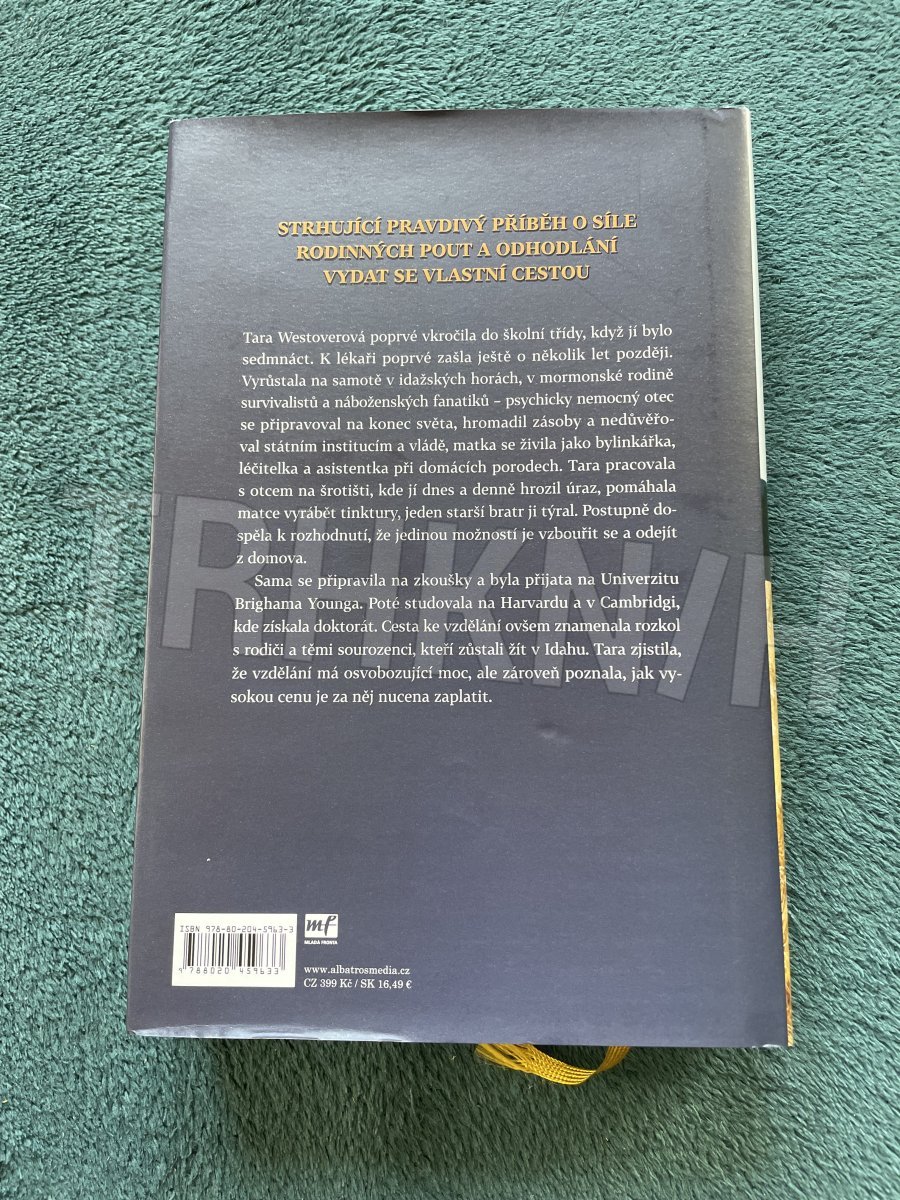 STRHUJÍCÍ PRAVDIVÝ PŘÍBĚH O SÍLE
RODINNÝCH POUT A ODHODLÁNÍ
VYDAT SE VLASTNÍ CESTOU
Tara Westoverová poprvé vkročila do školní třídy, když jí bylo
sedmnáct. K lékaři poprvé zašla ještě o několik let později.
Vyrůstala na samotě v idažských horách, v mormonské rodině
survivalistů a náboženských fanatiků – psychicky nemocný otec
se připravoval na konec světa, hromadil zásoby a nedůvěřo-
val státním institucím a vládě, matka se živila jako bylinkářka,
léčitelka a asistentka při domácích porodech. Tara pracovala
s otcem na šrotišti, kde jí dnes a denně hrozil úraz, pomáhala
matce vyrábět tinktury, jeden starší bratr ji týral. Postupně do-
spěla k rozhodnutí, že jedinou možností je vzbouřit se a odejít
z domova.
Sama se připravila na zkoušky a byla přijata na Univerzitu
Brighama Younga. Poté studovala na Harvardu a v Cambridgi,
kde získala doktorát. Cesta ke vzdělání ovšem znamenala rozkol
s rodiči a těmi sourozenci, kteří zůstali žít v Idahu. Tara zjistila,
že vzdělání má osvobozující moc, ale zároveň poznala, jak vy-
sokou cenu je za něj nucena zaplatit.
TRHKNIH
ISBN 978-80-204-5963-3
9 788020 459633
mf
MLADÁ FRONTA
www.albatrosmedia.cz
CZ 399 Kč / SK 16,49 €